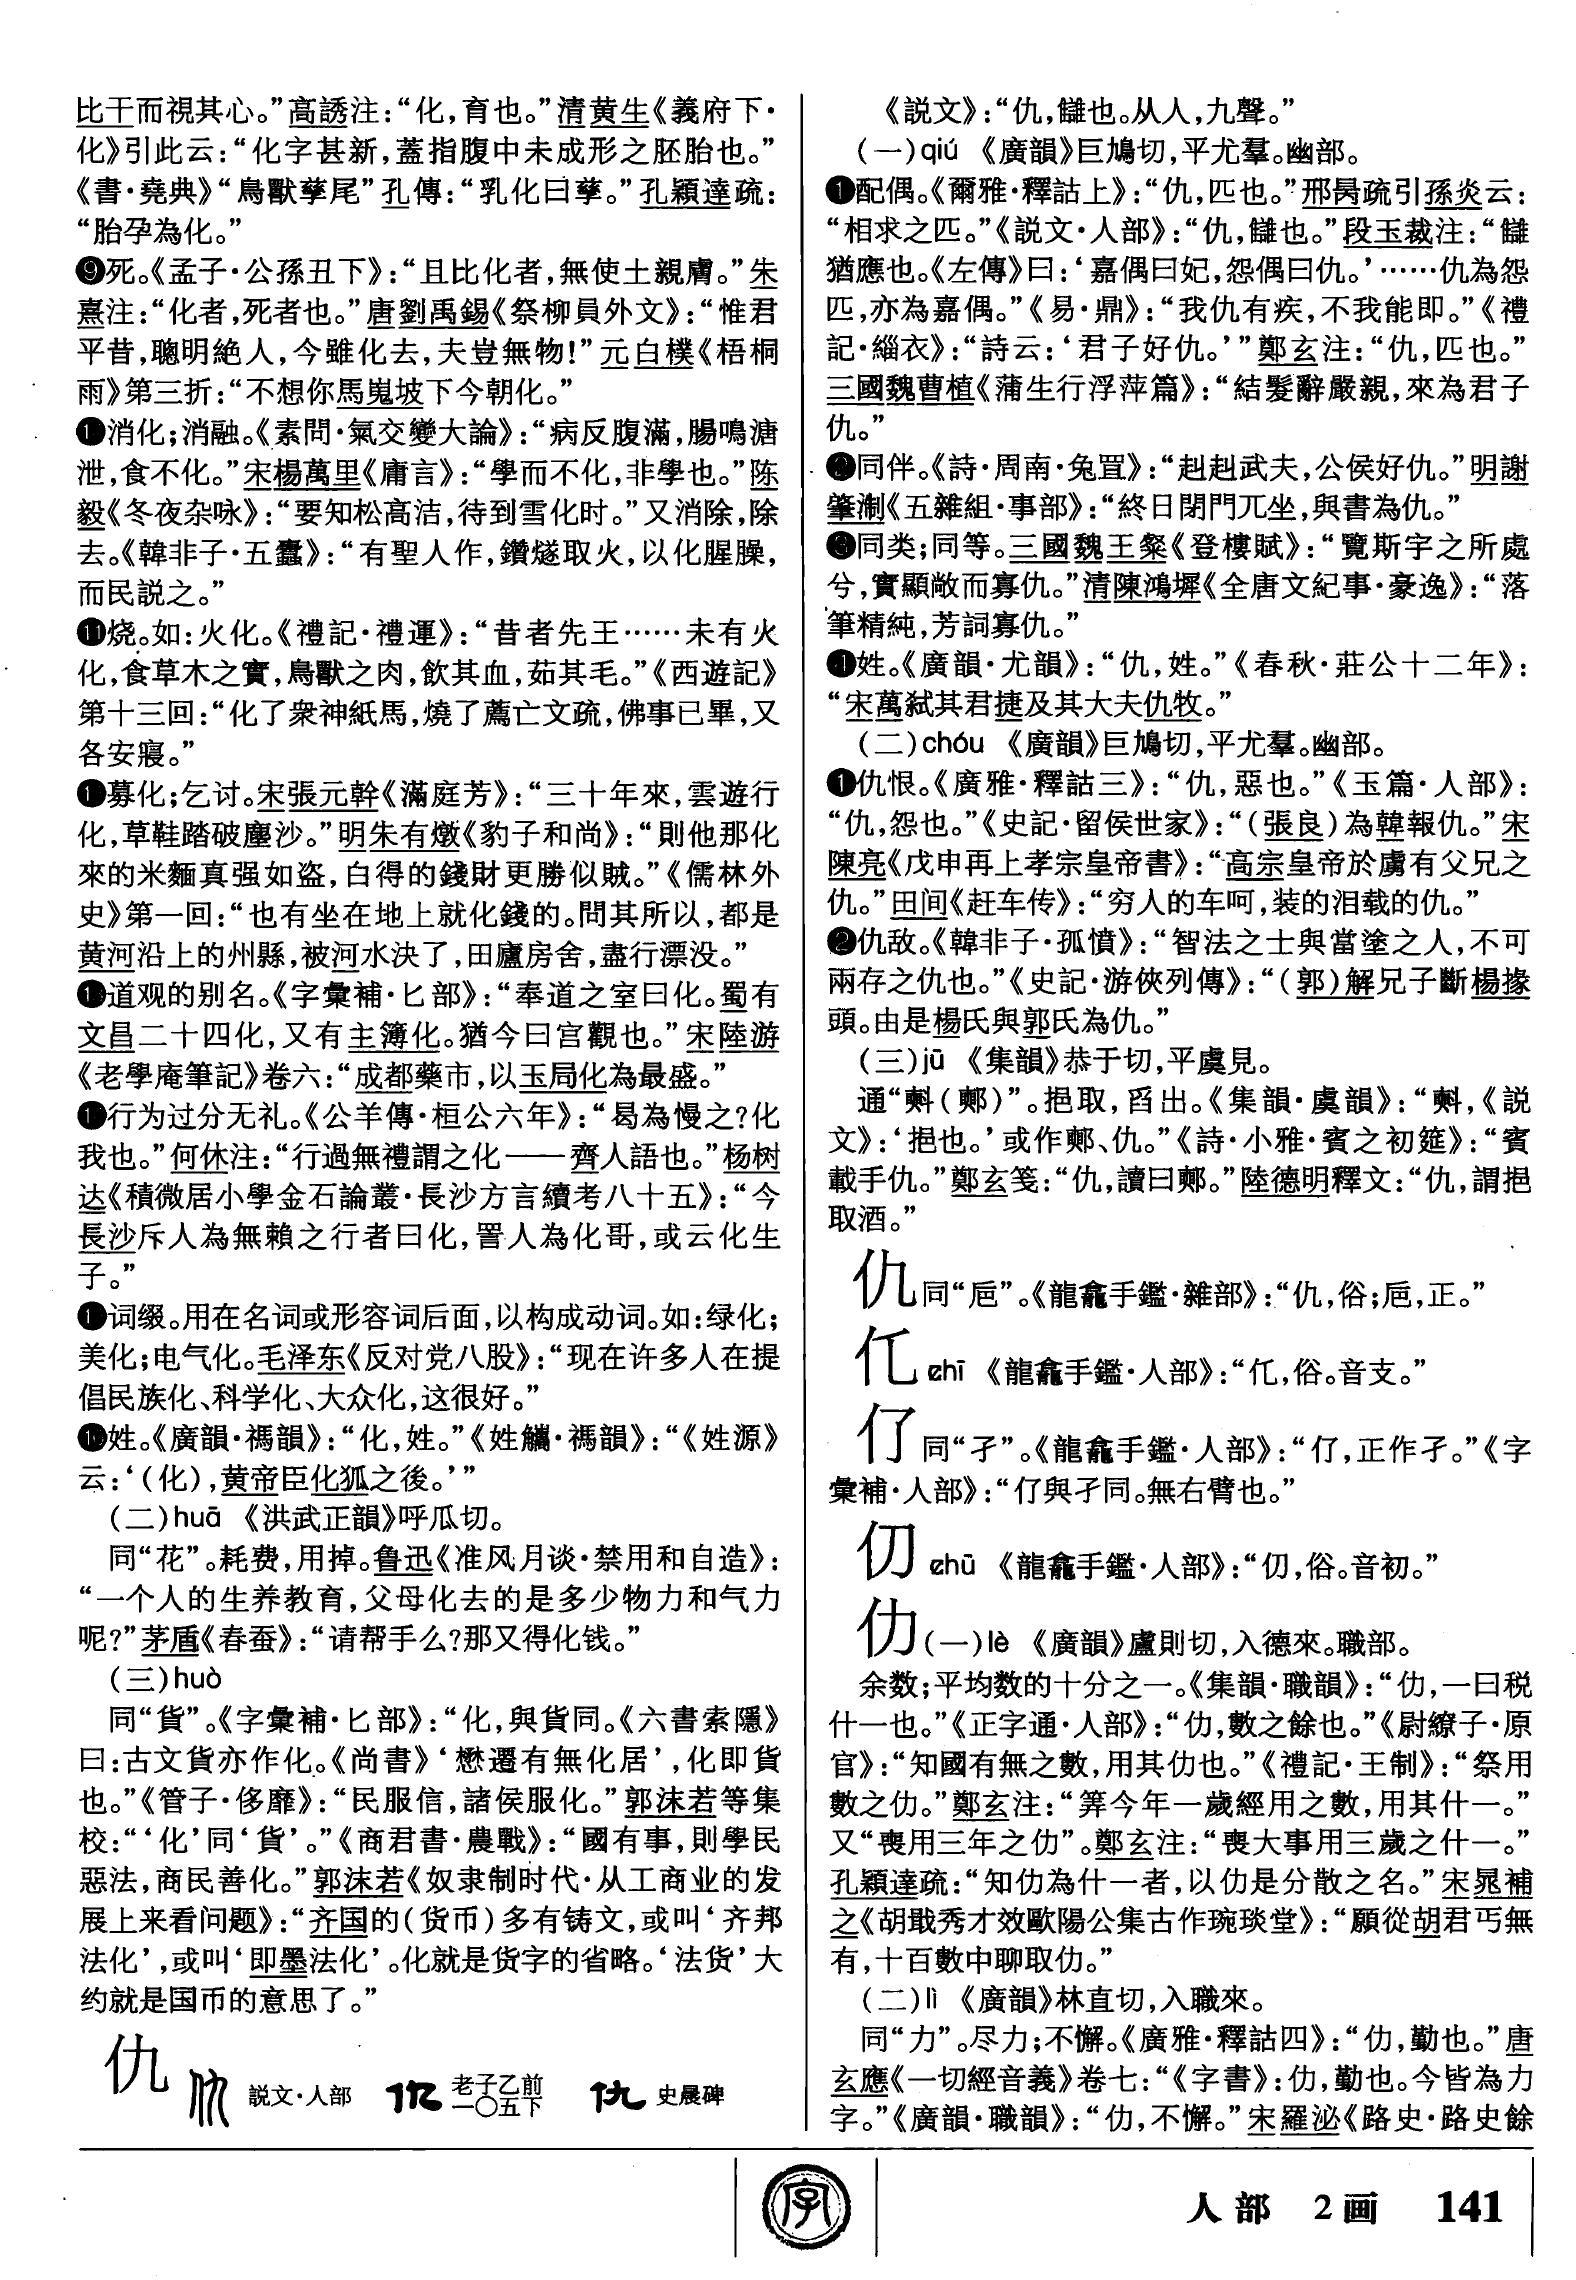 比干而視其心。”高誘注：“化，育也。”清黄生《義府下·
化》引此云：“化字甚新，蓋指腹中未成形之胚胎也。”
《書·堯典》“鳥獸孳尾”孔傳：“乳化曰孳。”孔穎達疏：
“胎孕為化。”
❾死。《孟子·公孫丑下》：“且比化者，無使土親膚。”朱
熹注：“化者，死者也。”唐劉禹錫《祭柳員外文》：“惟君
平昔，聰明絶人，今雖化去，夫豈無物！”元白樸《梧桐
雨》第三折：“不想你馬嵬坡下今朝化。”
❶消化；消融。《素問·氣交變大論》：“病反腹滿，腸鳴溏
泄，食不化。”宋楊萬里《庸言》：“學而不化，非學也。”陈
毅《冬夜杂咏》：“要知松高洁，待到雪化时。”又消除，除
去。《韓非子·五蠹》：“有聖人作，鑽燧取火，以化腥臊，
而民説之。”
⓫烧。如：火化。《禮記·禮運》：“昔者先王……未有火
化，食草木之實，鳥獸之肉，飲其血，茹其毛。”《西遊記》
第十三回：“化了衆神紙馬，燒了薦亡文疏，佛事已畢，又
各安寢。”
❶募化；乞讨。宋張元幹《滿庭芳》：“三十年來，雲遊行
化，草鞋踏破塵沙。”明朱有燉《豹子和尚》：“則他那化
來的米麵真强如盗，白得的錢財更勝似賊。”《儒林外
史》第一回：“也有坐在地上就化錢的。問其所以，都是
黄河沿上的州縣，被河水決了，田廬房舍，盡行漂没。”
❶道观的别名。《字彙補·匕部》：“奉道之室曰化。蜀有
文昌二十四化，又有主簿化。猶今曰宫觀也。”宋陸游
《老學庵筆記》卷六：“成都藥市，以玉局化為最盛。”
❶行为过分无礼。《公羊傳·桓公六年》：“曷為慢之？化
我也。”何休注：“行過無禮謂之化——齊人語也。”杨树
达《積微居小學金石論叢·長沙方言續考八十五》：“今
長沙斥人為無賴之行者曰化，詈人為化哥，或云化生
子。”
❶词缀。用在名词或形容词后面，以构成动词。如：绿化；
美化；电气化。毛泽东《反对党八股》：“现在许多人在提
倡民族化、科学化、大众化，这很好。”
❶姓。《廣韻·禡韻》：“化，姓。”《姓觿·禡韻》：“《姓源》
云：‘（化），黄帝臣化狐之後。’”
（二）huā 《洪武正韻》呼瓜切。
同“花”。耗费，用掉。鲁迅《准风月谈·禁用和自造》：
“一个人的生养教育，父母化去的是多少物力和气力
呢？”茅盾《春蚕》：“请帮手么？那又得化钱。”
（三）huò
同“貨”。《字彙補·匕部》：“化，與貨同。《六書索隱》
曰：古文貨亦作化。《尚書》‘懋遷有無化居’，化即貨
也。”《管子·侈靡》：“民服信，諸侯服化。”郭沫若等集
校：“‘化’同‘貨’。”《商君書·農戰》：“國有事，則學民
惡法，商民善化。”郭沫若《奴隶制时代·从工商业的发
展上来看问题》：“齐国的（货币）多有铸文，或叫‘齐邦
法化’，或叫‘即墨法化’。化就是货字的省略。‘法货’大
约就是国币的意思了。”
仇 説文·人部 老子乙前一〇五下 史晨碑
《説文》：“仇，讎也。从人，九聲。”
（一）qiú 《廣韻》巨鳩切，平尤羣。幽部。
❶配偶。《爾雅·釋詁上》：“仇，匹也。”邢昺疏引孫炎云：
“相求之匹。”《説文·人部》：“仇，讎也。”段玉裁注：“讎
猶應也。《左傳》曰：‘嘉偶曰妃，怨偶曰仇。’……仇為怨
匹，亦為嘉偶。”《易·鼎》：“我仇有疾，不我能即。”《禮
記·緇衣》：“詩云：‘君子好仇。’”鄭玄注：“仇，匹也。”
三國魏曹植《蒲生行浮萍篇》：“結髮辭嚴親，來為君子
仇。”
❷同伴。《詩·周南·兔罝》：“赳赳武夫，公侯好仇。”明謝
肇淛《五雜組·事部》：“終日閉門兀坐，與書為仇。”
❸同类；同等。三國魏王粲《登樓賦》：“覽斯宇之所處
兮，實顯敞而寡仇。”清陳鴻墀《全唐文紀事·豪逸》：“落
筆精純，芳詞寡仇。”
❶姓。《廣韻·尤韻》：“仇，姓。”《春秋·莊公十二年》：
“宋萬弑其君捷及其大夫仇牧。”
（二）chóu 《廣韻》巨鳩切，平尤羣。幽部。
❶仇恨。《廣雅·釋詁三》：“仇，惡也。”《玉篇·人部》：
“仇，怨也。”《史記·留侯世家》：“（張良）為韓報仇。”宋
陳亮《戊申再上孝宗皇帝書》：“高宗皇帝於虜有父兄之
仇。”田间《赶车传》：“穷人的车呵，装的泪载的仇。”
❷仇敌。《韓非子·孤憤》：“智法之士與當塗之人，不可
兩存之仇也。”《史記·游俠列傳》：“（郭）解兄子斷楊掾
頭。由是楊氏與郭氏為仇。”
（三）jū 《集韻》恭于切，平虞見。
通“㪺（㪺）”。挹取，舀出。《集韻·虞韻》：“㪺，《説
文》：‘挹也。’或作、仇。”《詩·小雅·賓之初筵》：“賓
載手仇。”鄭玄箋：“仇，讀曰。”陸德明釋文：“仇，謂挹
取酒。”
同“巵”。《龍龕手鑑·雜部》：“，俗；巵，正。”
zhī 《龍龕手鑑·人部》：“，俗。音支。”
仃 同“孑”。《龍龕手鑑·人部》：“，正作孑。”《字
彙補·人部》：“與孑同。無右臂也。”
chū 《龍龕手鑑·人部》：“，俗。音初。”
仂（一）lè 《廣韻》盧則切，入德來。職部。
余数；平均数的十分之一。《集韻·職韻》：“仂，一曰税
什一也。”《正字通·人部》：“仂，數之餘也。”《尉繚子·原
官》：“知國有無之數，用其仂也。”《禮記·王制》：“祭用
數之仂。”鄭玄注：“筭今年一歲經用之數，用其什一。”
又“喪用三年之仂”。鄭玄注：“喪大事用三歲之什一。”
孔穎達疏：“知仂為什一者，以仂是分散之名。”宋晁補
之《胡戢秀才效歐陽公集古作琬琰堂》：“願從胡君丐無
有，十百數中聊取仂。”
（二）lì 《廣韻》林直切，入職來。
同“力”。尽力；不懈。《廣雅·釋詁四》：“仂，勤也。”唐
玄應《一切經音義》卷七：“《字書》：仂，勤也。今皆為力
字。”《廣韻·職韻》：“仂，不懈。”宋羅泌《路史·路史餘
字
人部 2画 141